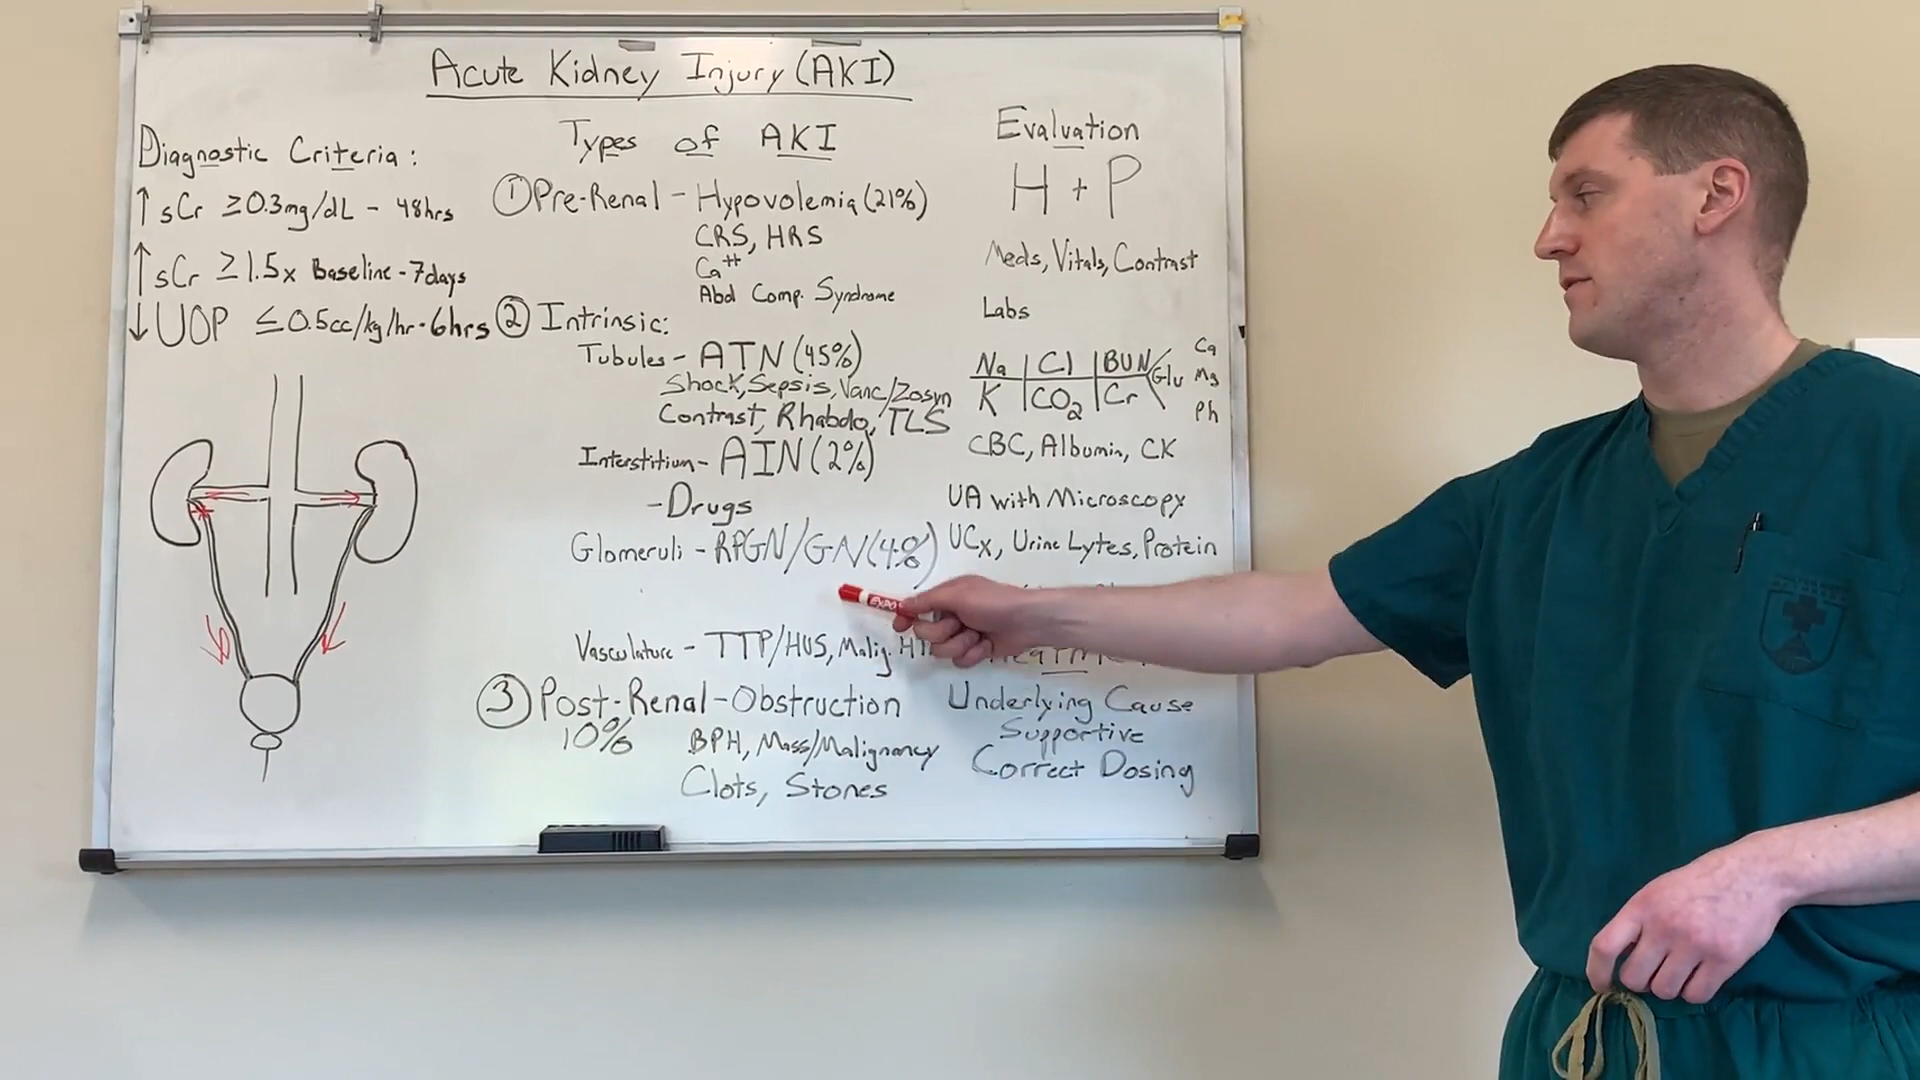 Acute Kidney Injury (AKI)
Diagnostic Criteria:
↑ sCr ≥0.3mg/dL - 48hrs
↑ sCr ≥1.5x Baseline - 7days
↓ UOP ≤0.5cc/kg/hr - 6hrs
Types of AKI
① Pre-Renal - Hypovolemia (21%)
CRS, HRS
Ca++
Abd Comp. Syndrome
② Intrinsic:
Tubules - ATN (45%)
Shock, Sepsis, Vanc/Zosyn
Contrast, Rhabdo, TLS
Interstitium - AIN (2%)
- Drugs
Glomeruli - RPGN/GN (4%)
Vasculature - TTP/HUS, Malig.
③ Post-Renal - Obstruction
10%
BPH, Mass/Malignancy
Clots, Stones
Evaluation
H + P
Meds, Vitals, Contrast
Labs
Na Cl BUN Glu Ca
K CO2 Cr Mg
Ph
CBC, Albumin, CK
UA with Microscopy
UCx, Urine Lytes, Protein
Underlying Cause
Supportive
Correct Dosing
EXPO